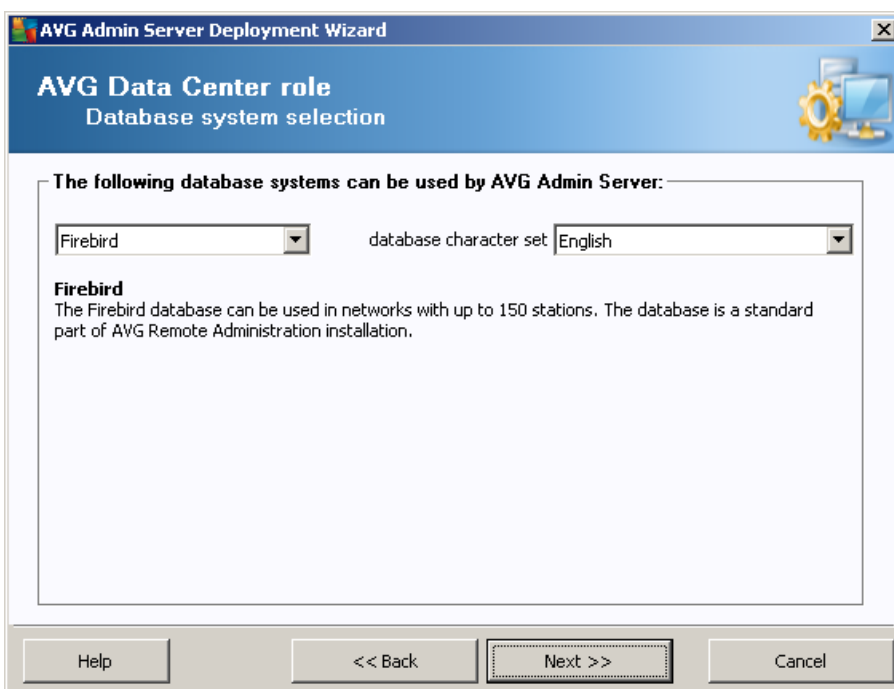 AVG Admin Server Deployment Wizard
AVG Data Center role
Database system selection
The following database systems can be used by AVG Admin Server:
Firebird
database character set English
Firebird
The Firebird database can be used in networks with up to 150 stations. The database is a standard
part of AVG Remote Administration installation.
Help
<< Back
Next >>
Cancel